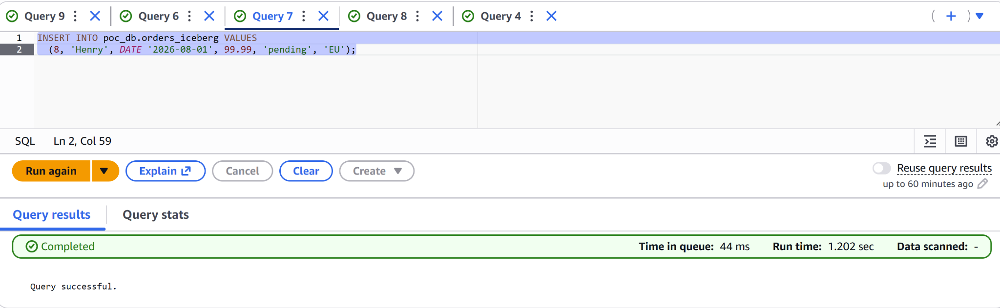 Query 9 Query 6 Query 7 Query 8 Query 4
1 INSERT INTO poc_db.orders_iceberg VALUES
2 (8, 'Henry', DATE '2026-08-01', 99.99, 'pending', 'EU');
SQL Ln 2, Col 59
Run again Explain Cancel Clear Create Reuse query results
up to 60 minutes ago
Query results Query stats
Completed Time in queue: 44 ms Run time: 1.202 sec Data scanned: -
Query successful.